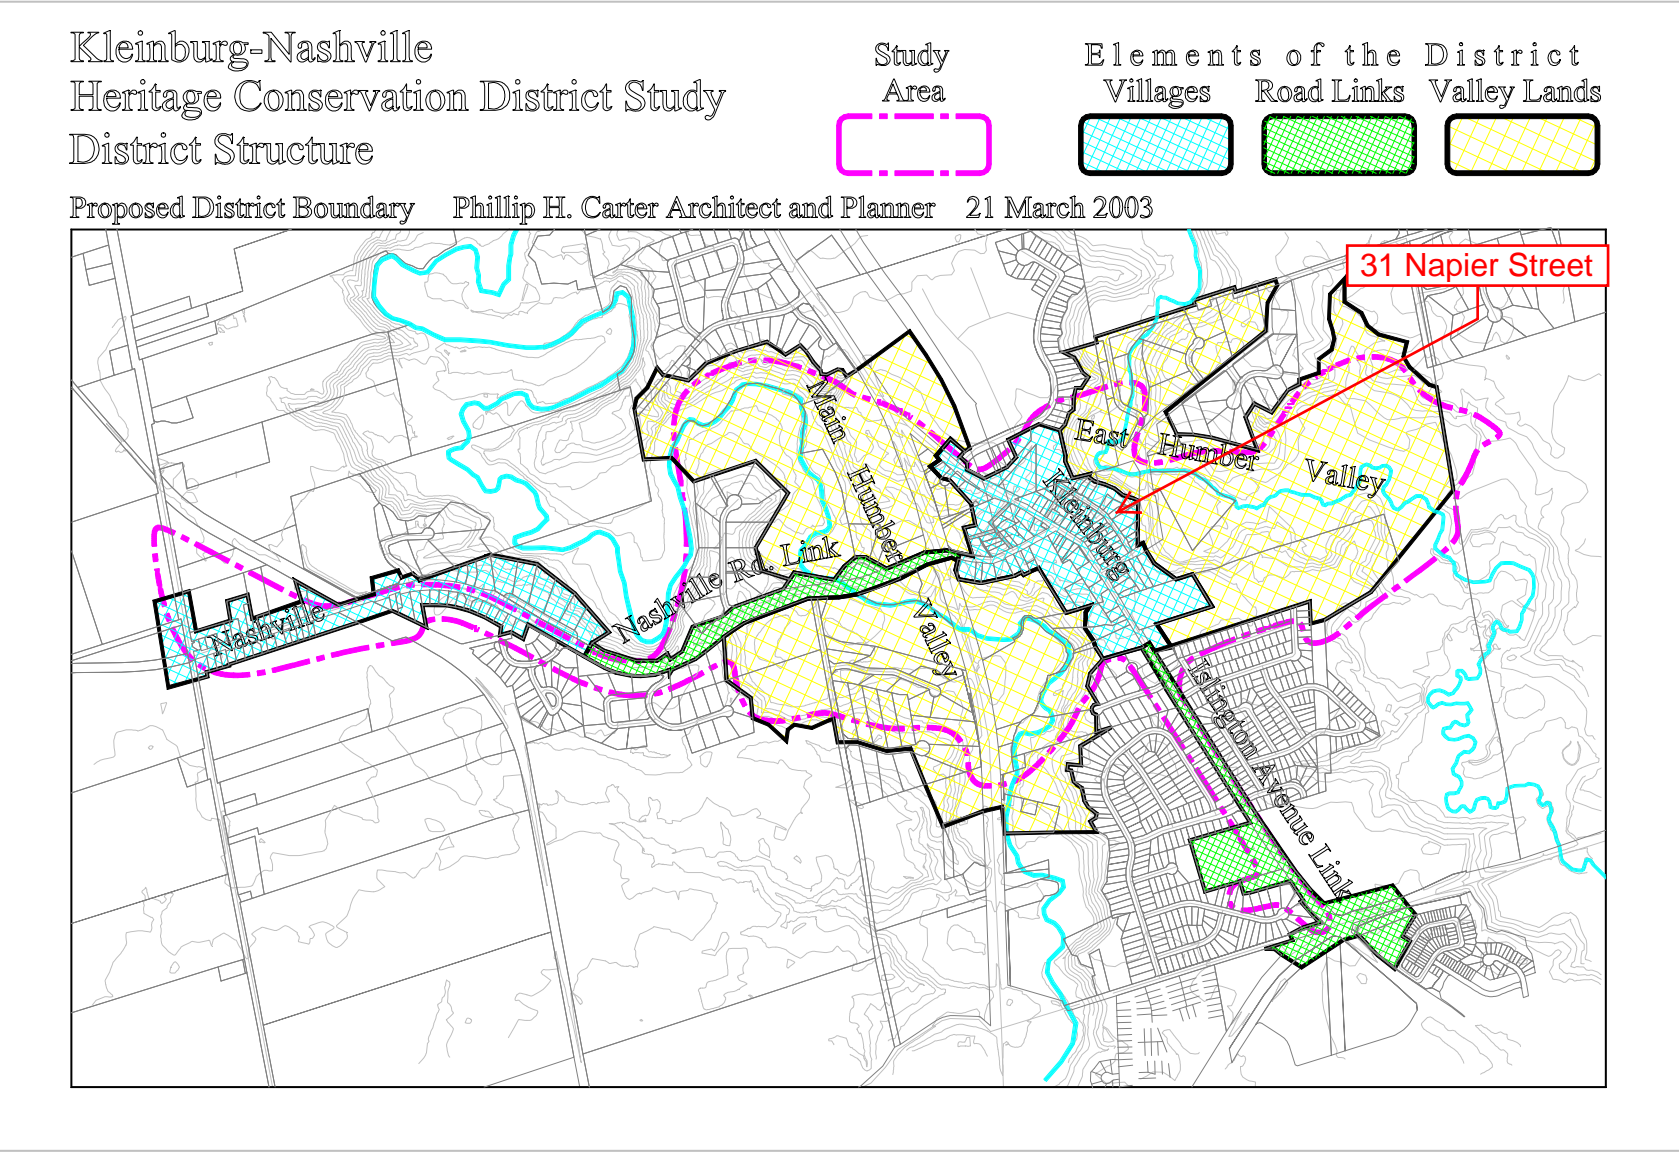 Kleinburg-Nashville
Heritage Conservation District Study
District Structure
Study
Area
Elements of the District
Villages
Road Links
Valley Lands
Proposed District Boundary Phillip H. Carter Architect and Planner 21 March 2003
31 Napier Street
Main
Humber
Valley
East
Humber
Valley
Kleinburg
Nashville Rd. Link
Nashville
Islington Avenue Link